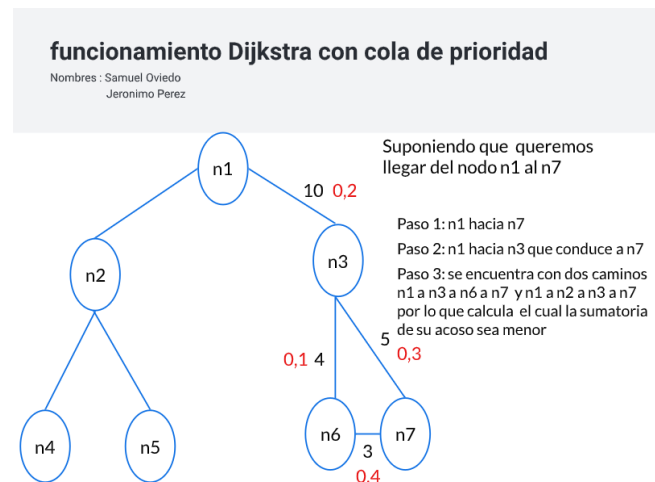 funcionamiento Dijkstra con cola de prioridad
Nombres : Samuel Oviedo
Jeronimo Perez
Suponiendo que queremos
llegar del nodo n1 al n7
n1
10 0,2
Paso 1: n1 hacia n7
Paso 2: n1 hacia n3 que conduce a n7
Paso 3: se encuentra con dos caminos
n1 a n3 a n6 a n7 y n1 a n2 a n3 a n7
por lo que calcula el cual la sumatoria
de su acoso sea menor
n2
n3
0,1 4
5
0,3
n4
n5
n6
n7
3
0,4